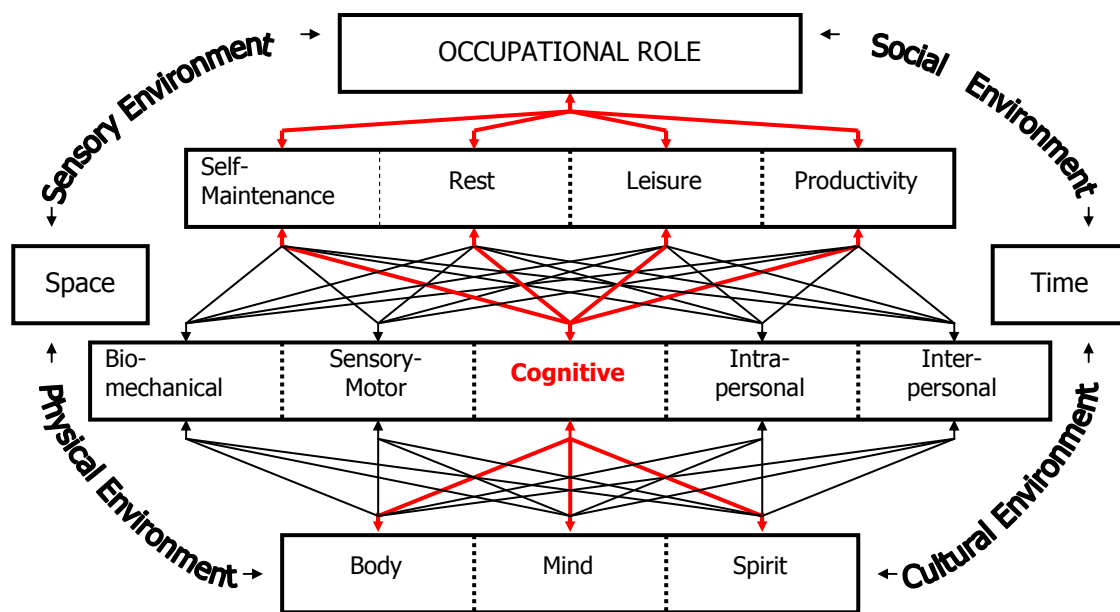 OCCUPATIONAL ROLE
Sensory Environment
Social Environment
Self-
Maintenance
Rest
Leisure
Productivity
Space
Time
Bio-
mechanical
Sensory-
Motor
Cognitive
Intra-
personal
Inter-
personal
Physical Environment
Cultural Environment
Body
Mind
Spirit